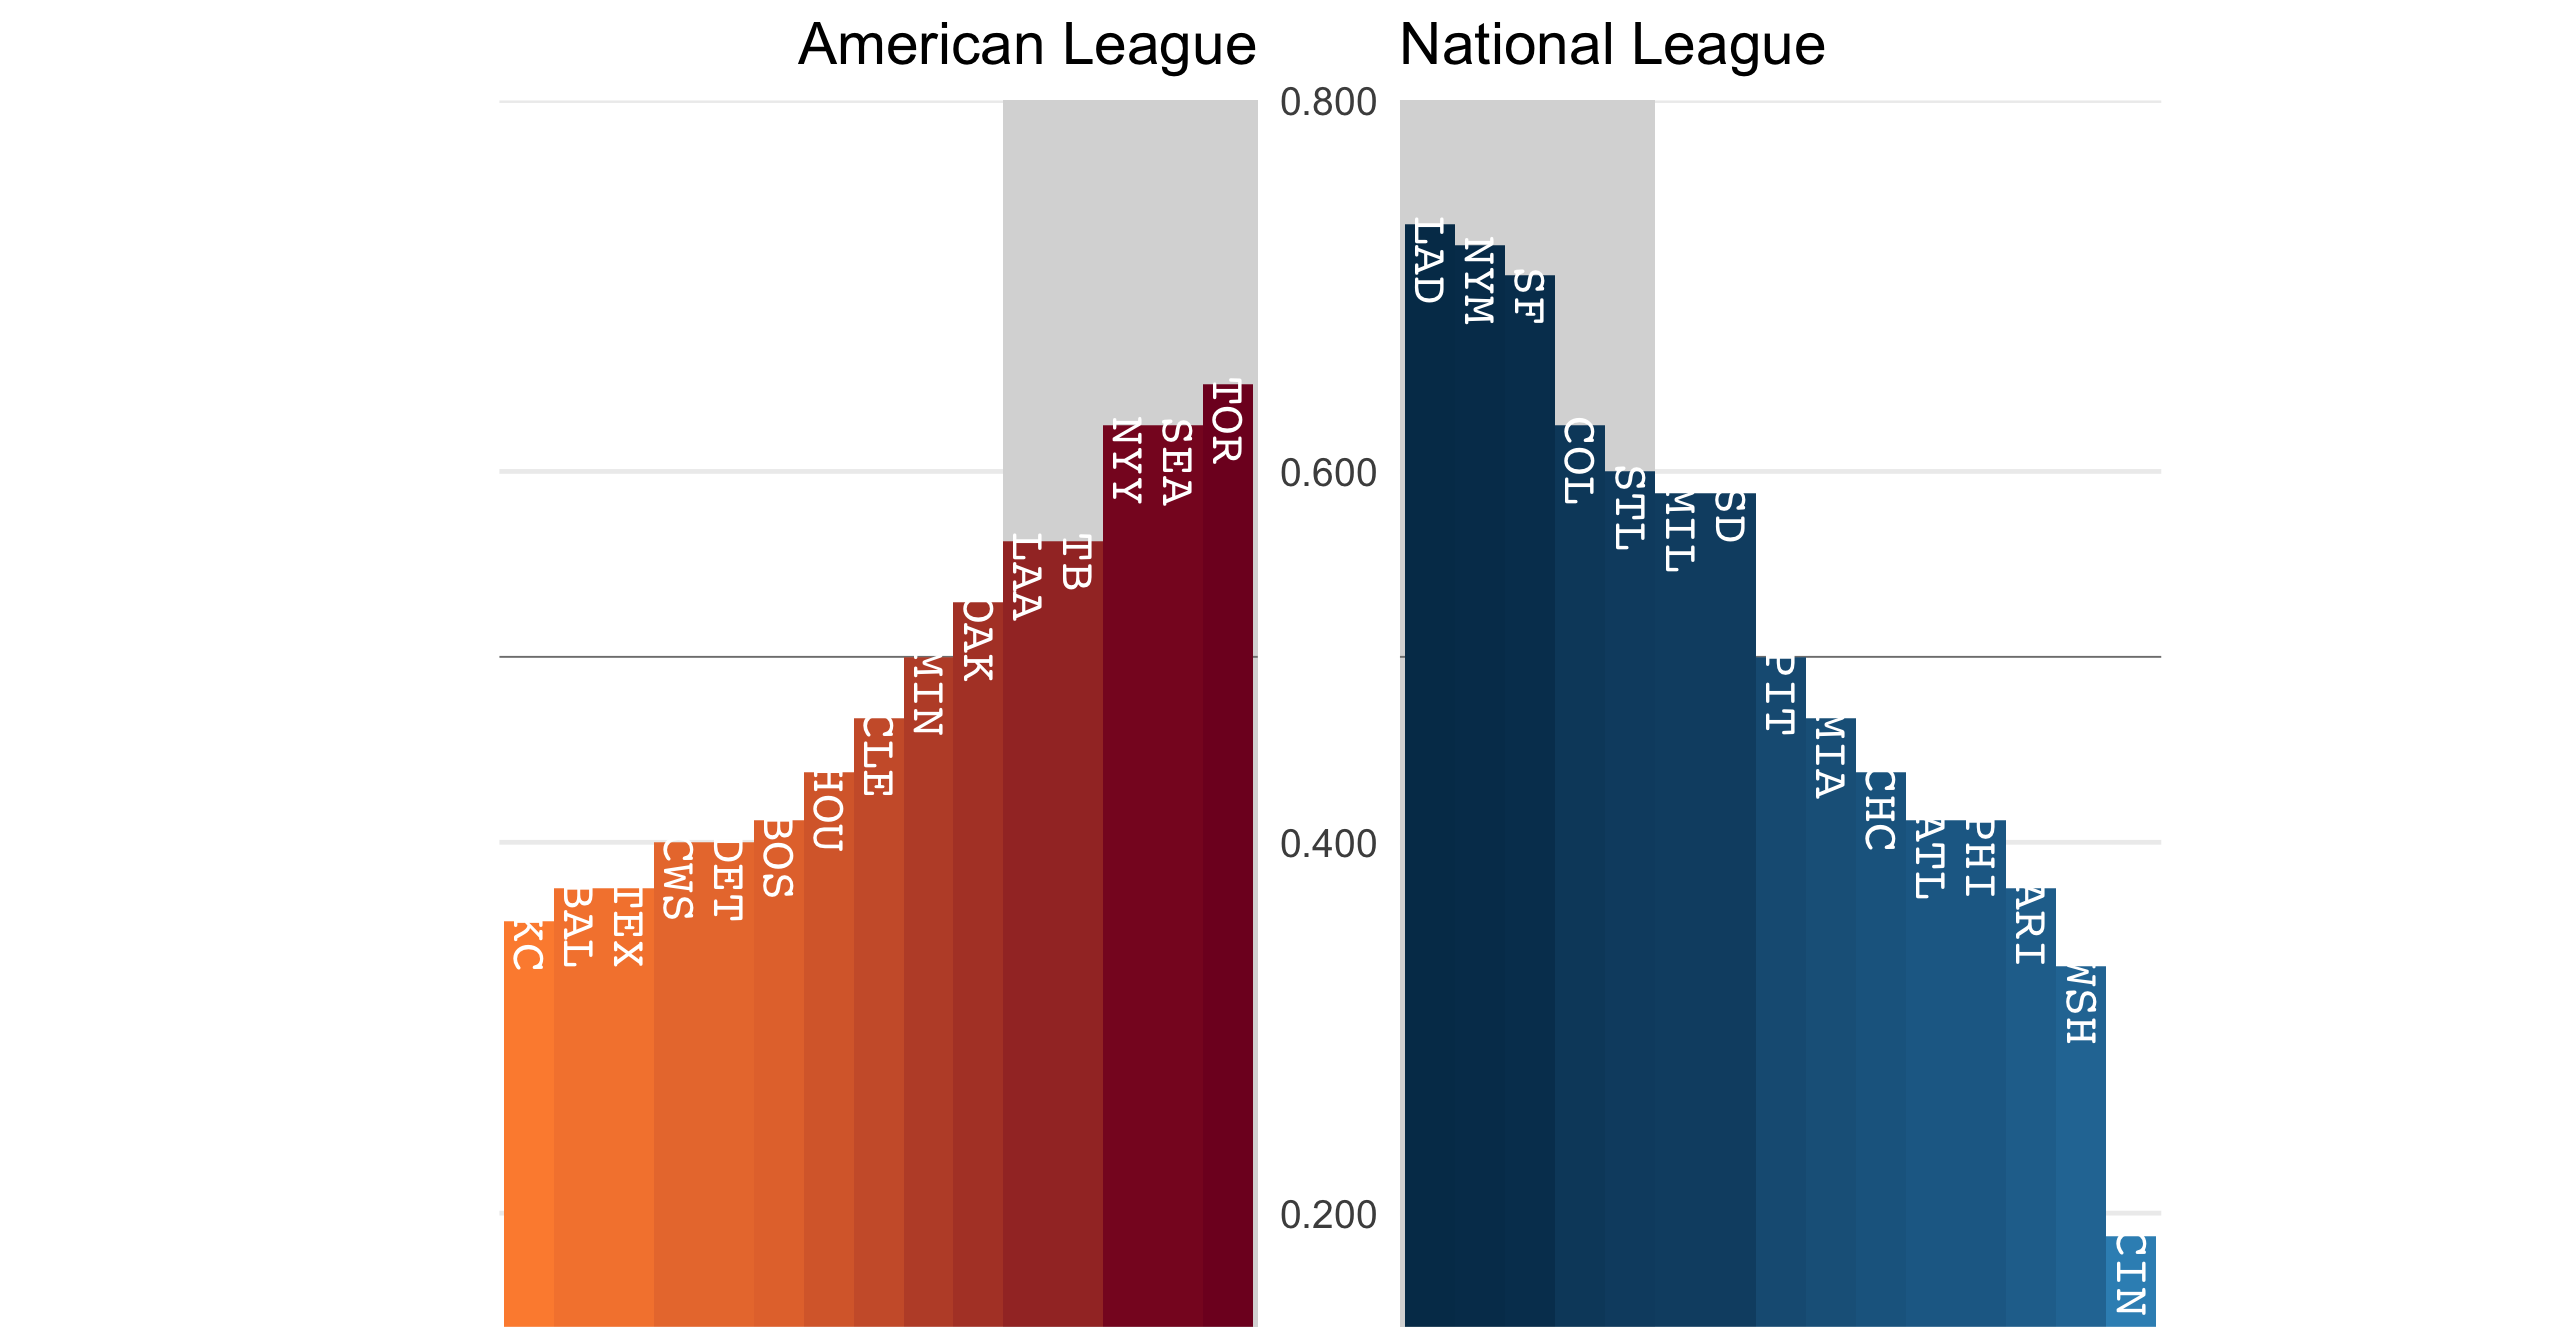 American League
National League
0.800
0.600
0.400
0.200
KC
BAL
TEX
CWS
DET
BOS
HOU
CLE
MIN
OAK
LAA
TB
NYY
SEA
TOR
LAD
NYM
SF
COL
STL
MIL
SD
PIT
MIA
CHC
ATL
PHI
ARI
WSH
CIN